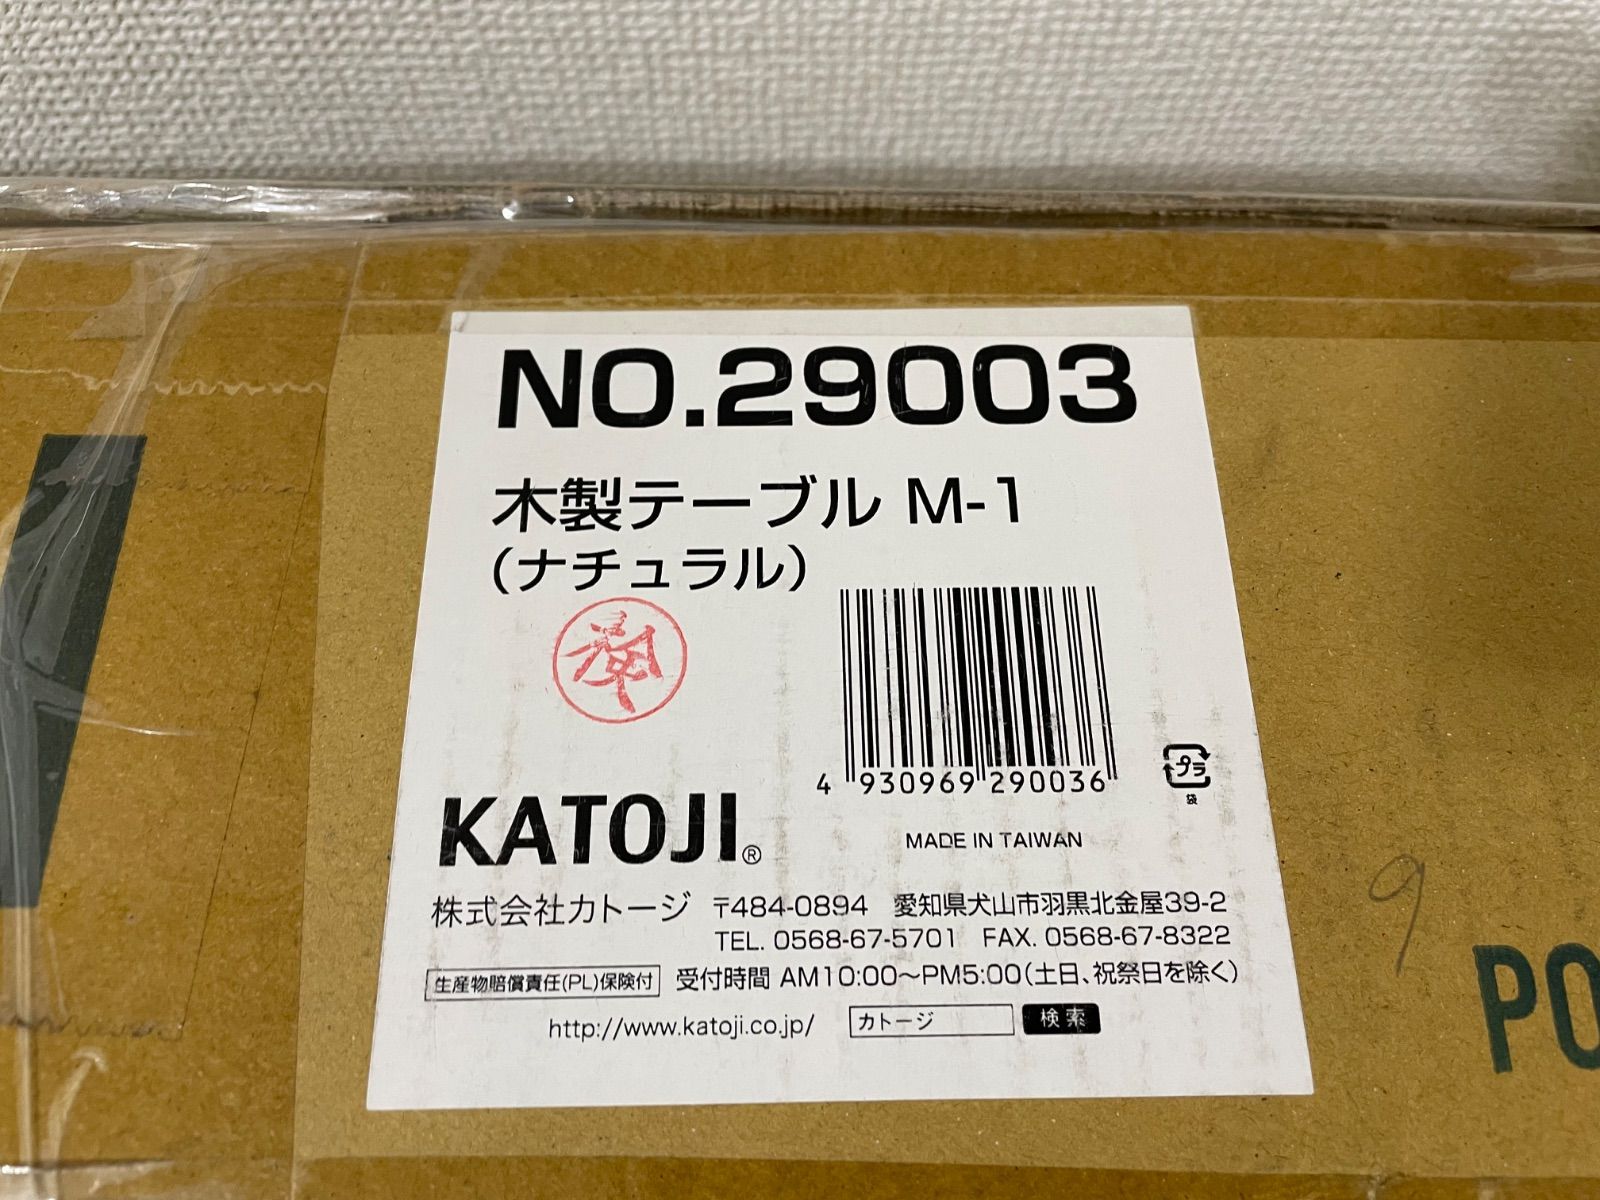 NO.29003
木製テーブル M-1
(ナチュラル)
4 930969 290036
プラ
袋
KATOJI®
MADE IN TAIWAN
株式会社カトージ 〒484-0894 愛知県犬山市羽黒北金屋39-2
TEL. 0568-67-5701 FAX. 0568-67-8322
生産物賠償責任(PL)保険付 受付時間 AM10:00〜PM5:00(土日、祝祭日を除く)
http://www.katoji.co.jp/ カトージ 検索
9
PO